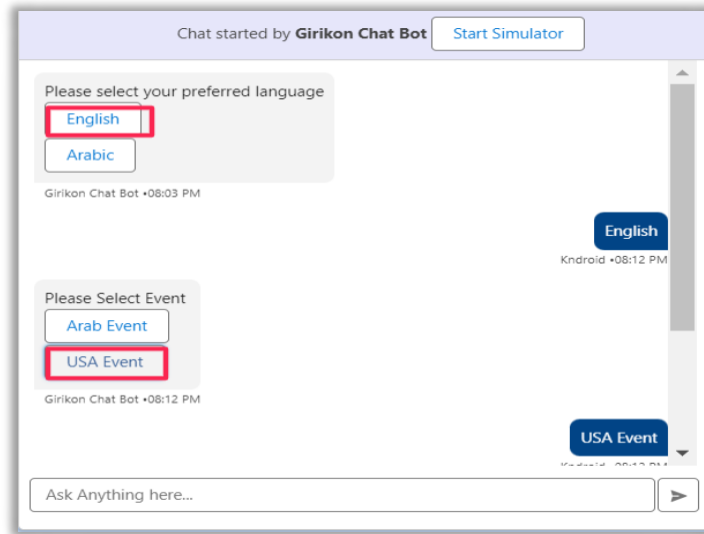 Chat started by Girikon Chat Bot Start Simulator
Please select your preferred language
English
Arabic
Girikon Chat Bot •08:03 PM
English
Kndroid •08:12 PM
Please Select Event
Arab Event
USA Event
Girikon Chat Bot •08:12 PM
USA Event
Ask Anything here...